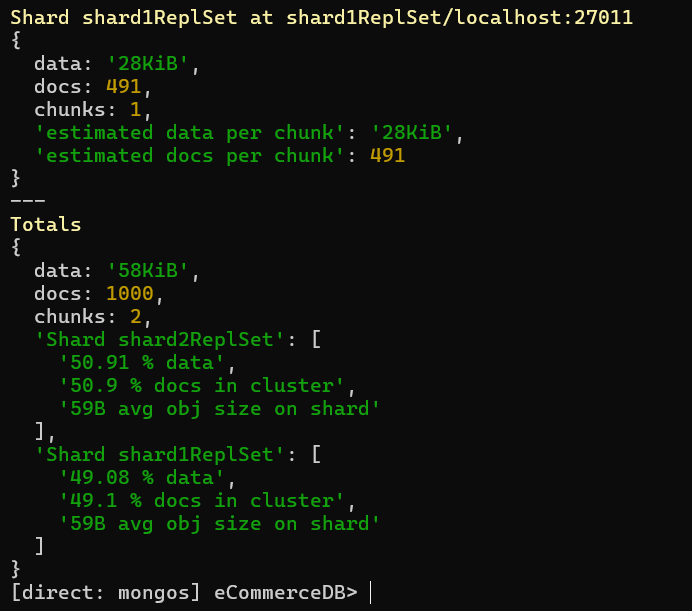 Shard shard1ReplSet at shard1ReplSet/localhost:27011
{
  data: '28KiB',
  docs: 491,
  chunks: 1,
  'estimated data per chunk': '28KiB',
  'estimated docs per chunk': 491
}
---
Totals
{
  data: '58KiB',
  docs: 1000,
  chunks: 2,
  'Shard shard2ReplSet': [
    '50.91 % data',
    '50.9 % docs in cluster',
    '59B avg obj size on shard'
  ],
  'Shard shard1ReplSet': [
    '49.08 % data',
    '49.1 % docs in cluster',
    '59B avg obj size on shard'
  ]
}
[direct: mongos] eCommerceDB>